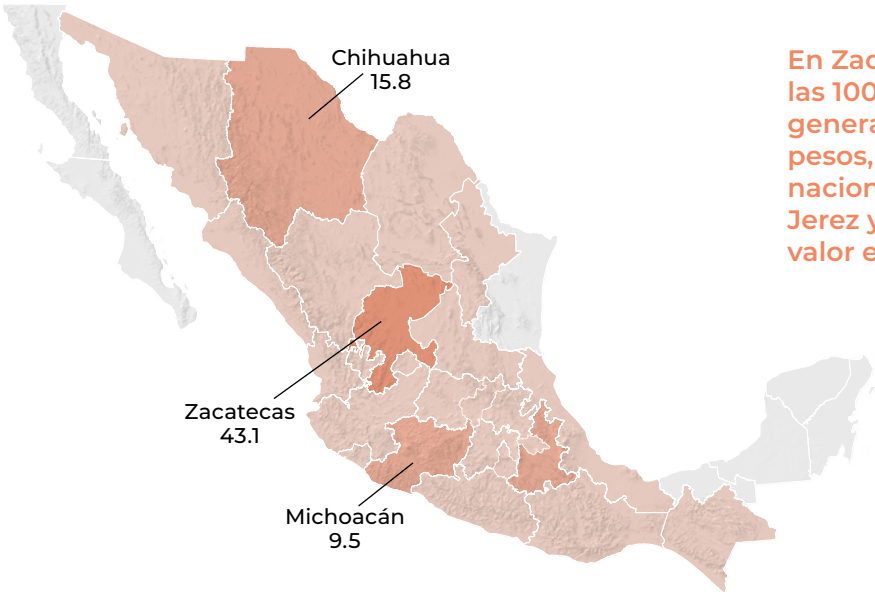 Chihuahua
15.8
En Zac
las 100
genera
pesos,
nacion
Jerez y
valor e
Zacatecas
43.1
Michoacán
9.5